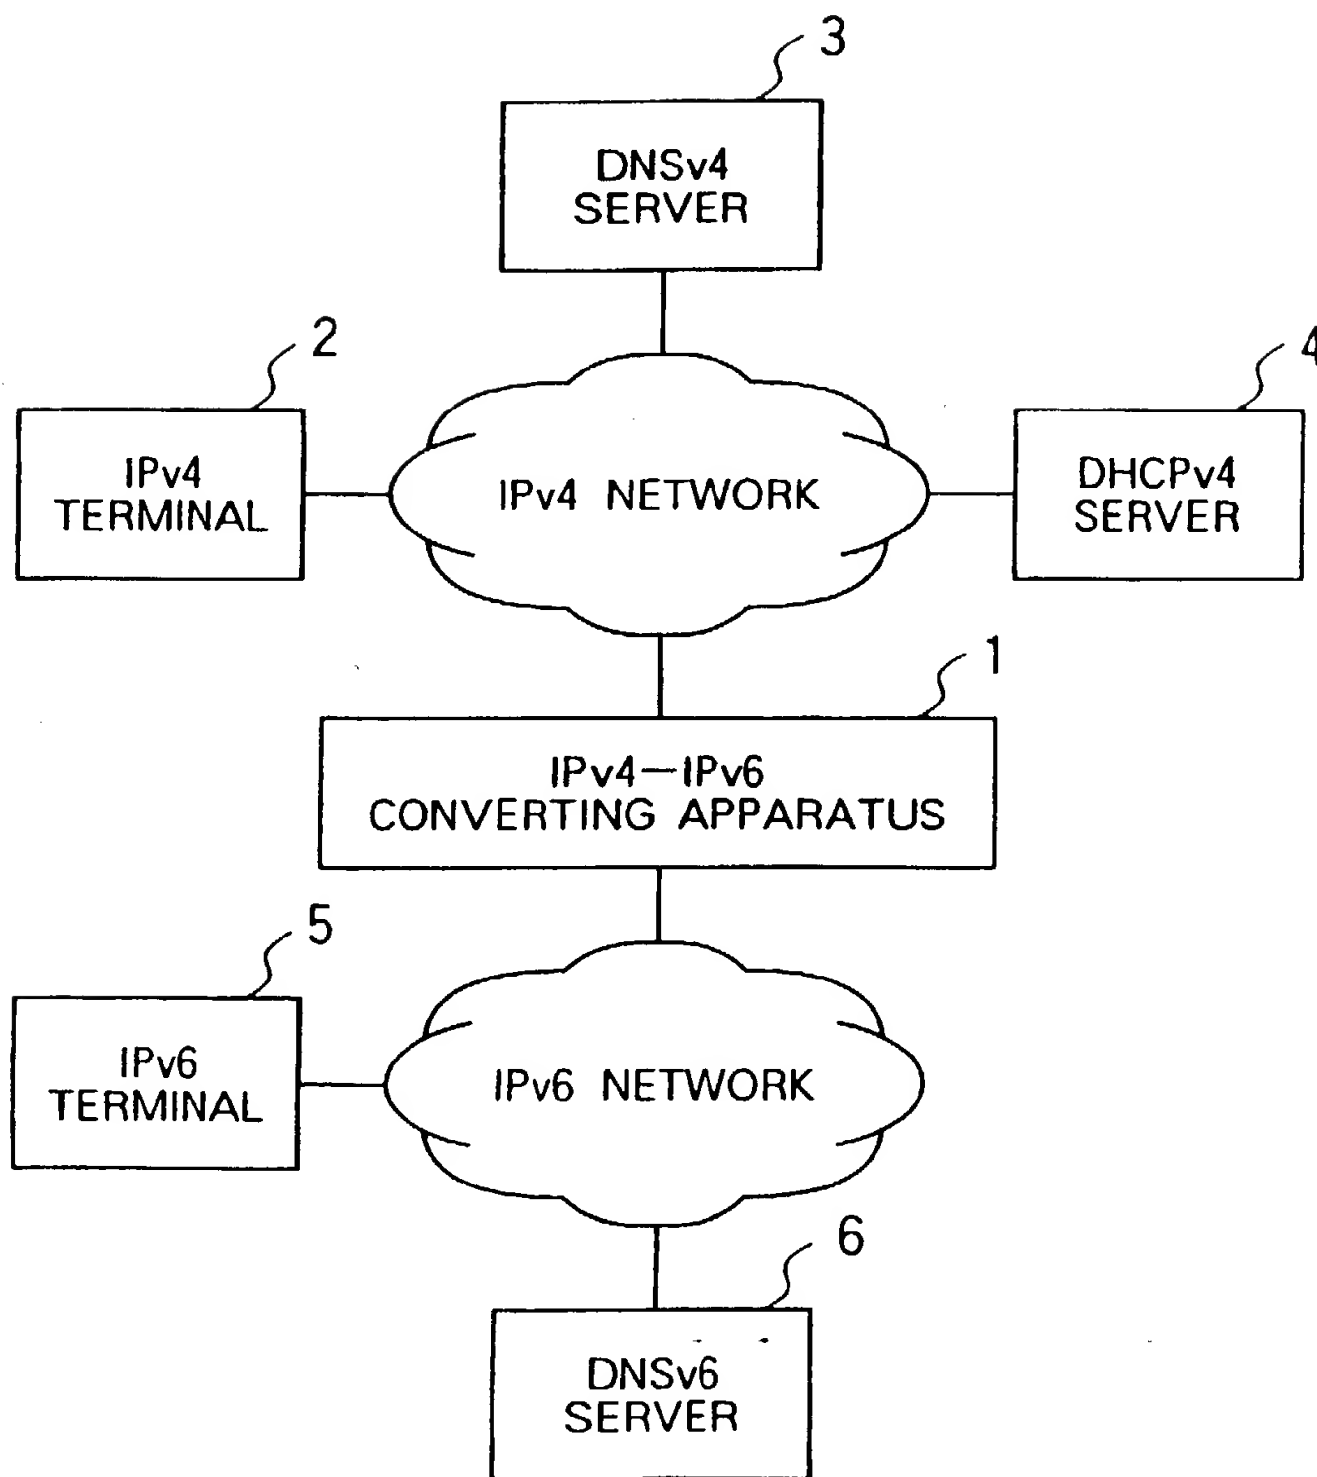 3
DNSv4
SERVER
2
4
IPv4
TERMINAL
IPv4 NETWORK
DHCPv4
SERVER
1
IPv4—IPv6
CONVERTING APPARATUS
5
IPv6
TERMINAL
IPv6 NETWORK
6
DNSv6
SERVER